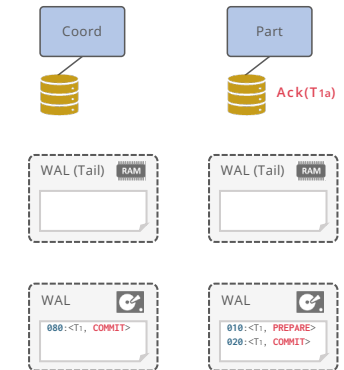 Coord
Part
Ack(T1a)
WAL (Tail) RAM
WAL (Tail) RAM
WAL
080:<T1, COMMIT>
WAL
010:<T1, PREPARE>
020:<T1, COMMIT>